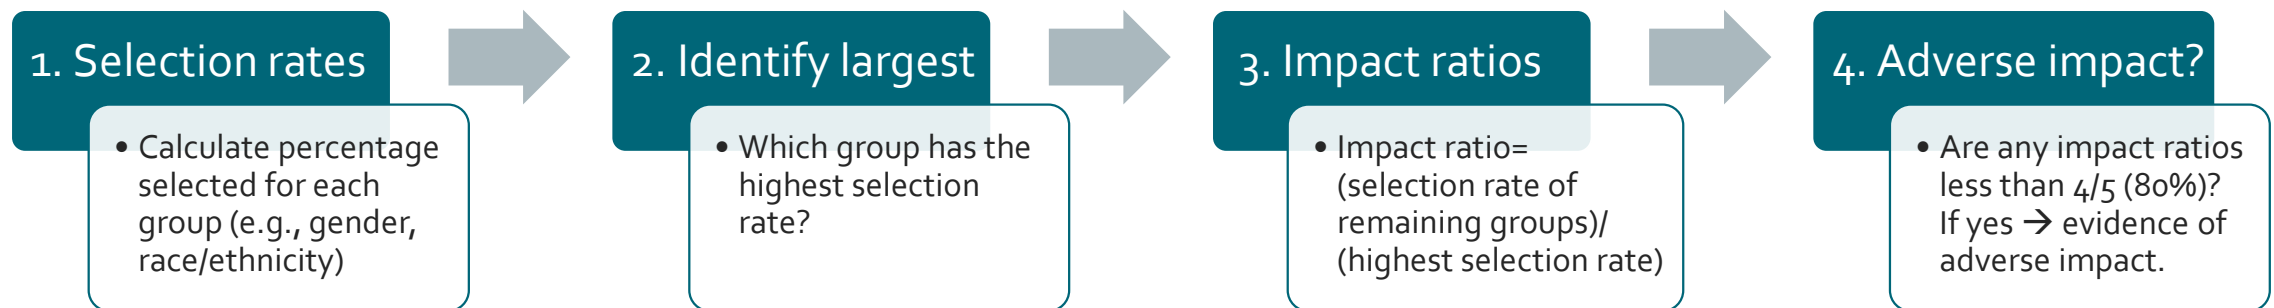 1. Selection rates
• Calculate percentage
selected for each
group (e.g., gender,
race/ethnicity)
2. Identify largest
• Which group has the
highest selection
rate?
3. Impact ratios
• Impact ratio=
(selection rate of
remaining groups)/
(highest selection rate)
4. Adverse impact?
• Are any impact ratios
less than 4/5 (80%)?
If yes → evidence of
adverse impact.